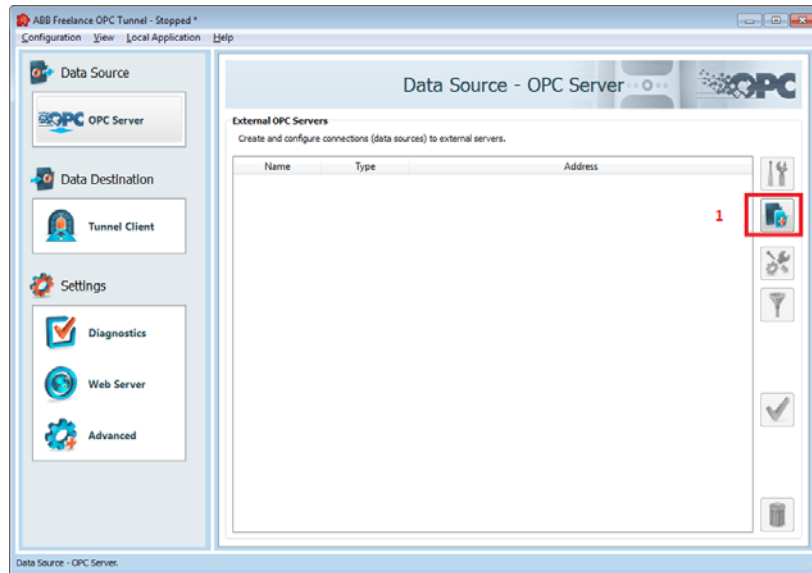 ABB Freelance OPC Tunnel - Stopped *
Configuration View Local Application Help
Data Source
OPC OPC Server
Data Destination
Tunnel Client
Settings
Diagnostics
Web Server
Advanced
Data Source - OPC Server
OPC
External OPC Servers
Create and configure connections (data sources) to external servers.
Name Type Address
1
Data Source - OPC Server.